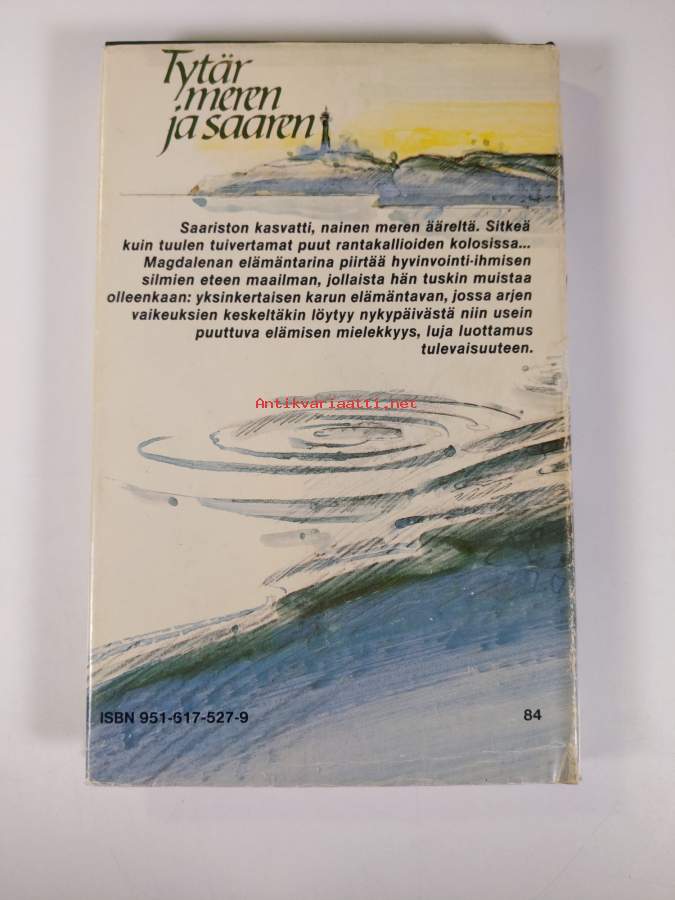 Tytär
meren
ja saaren
Saariston kasvatti, nainen meren ääreltä. Sitkeä
kuin tuulen tuivertamat puut rantakallioiden kolosissa...
Magdalenan elämäntarina piirtää hyvinvointi-ihmisen
silmien eteen maailman, jollaista hän tuskin muistaa
olleenkaan: yksinkertaisen karun elämäntavan, jossa arjen
vaikeuksien keskeltäkin löytyy nykypäivästä niin usein
puuttuva elämisen mielekkyys, luja luottamus
tulevaisuuteen.
Antikvariaatti.net
ISBN 951-617-527-9 84